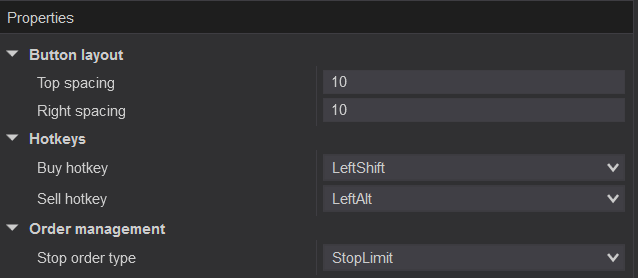 Properties
Button layout
Top spacing 10
Right spacing 10
Hotkeys
Buy hotkey LeftShift
Sell hotkey LeftAlt
Order management
Stop order type StopLimit